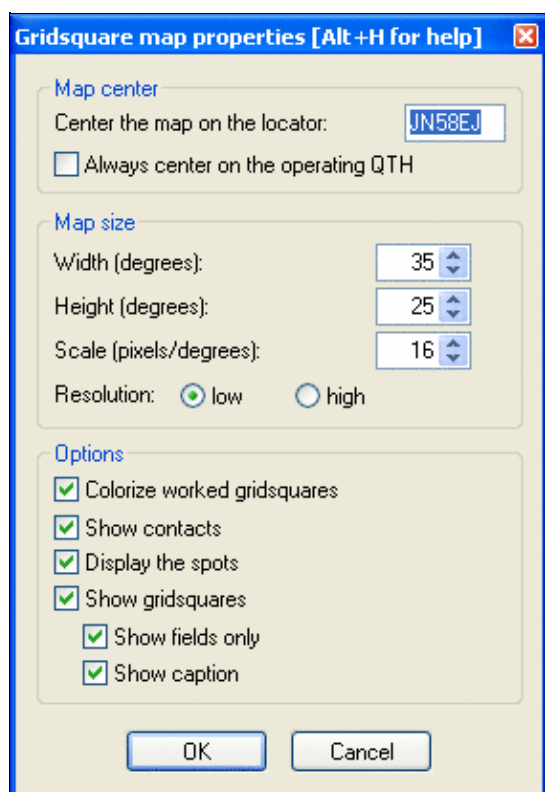 Gridsquare map properties [Alt+H for help]
Map center
Center the map on the locator: JN58EJ
Always center on the operating QTH
Map size
Width (degrees): 35
Height (degrees): 25
Scale (pixels/degrees): 16
Resolution: low high
Options
Colorize worked gridsquares
Show contacts
Display the spots
Show gridsquares
Show fields only
Show caption
OK Cancel